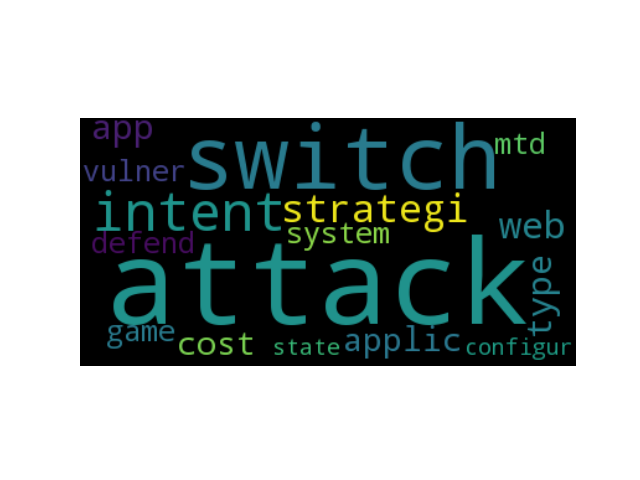 app
switch
mtd
vulner
intent
strategi
web
defend
system
attack
type
game
cost
state
applic
configur